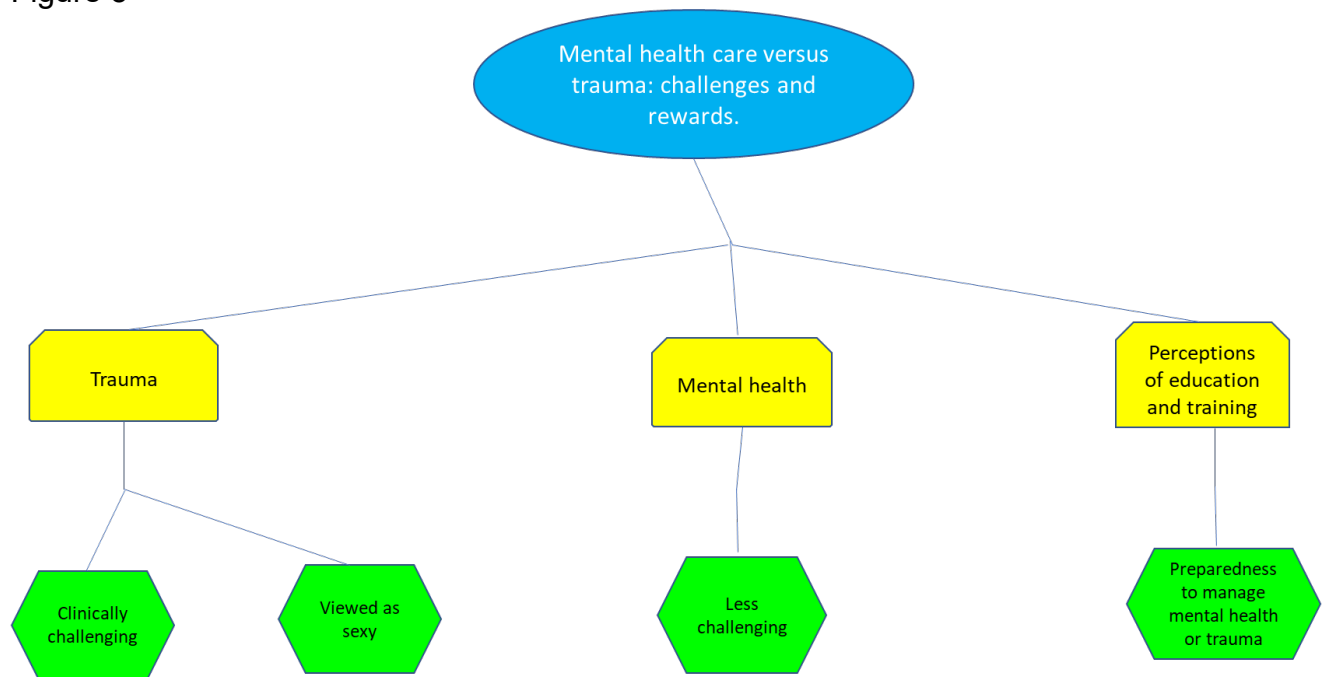 Mental health care versus
trauma: challenges and
rewards.
Trauma
Mental health
Perceptions
of education
and training
Clinically
challenging
Viewed as
sexy
Less
challenging
Preparedness
to manage
mental health
or trauma